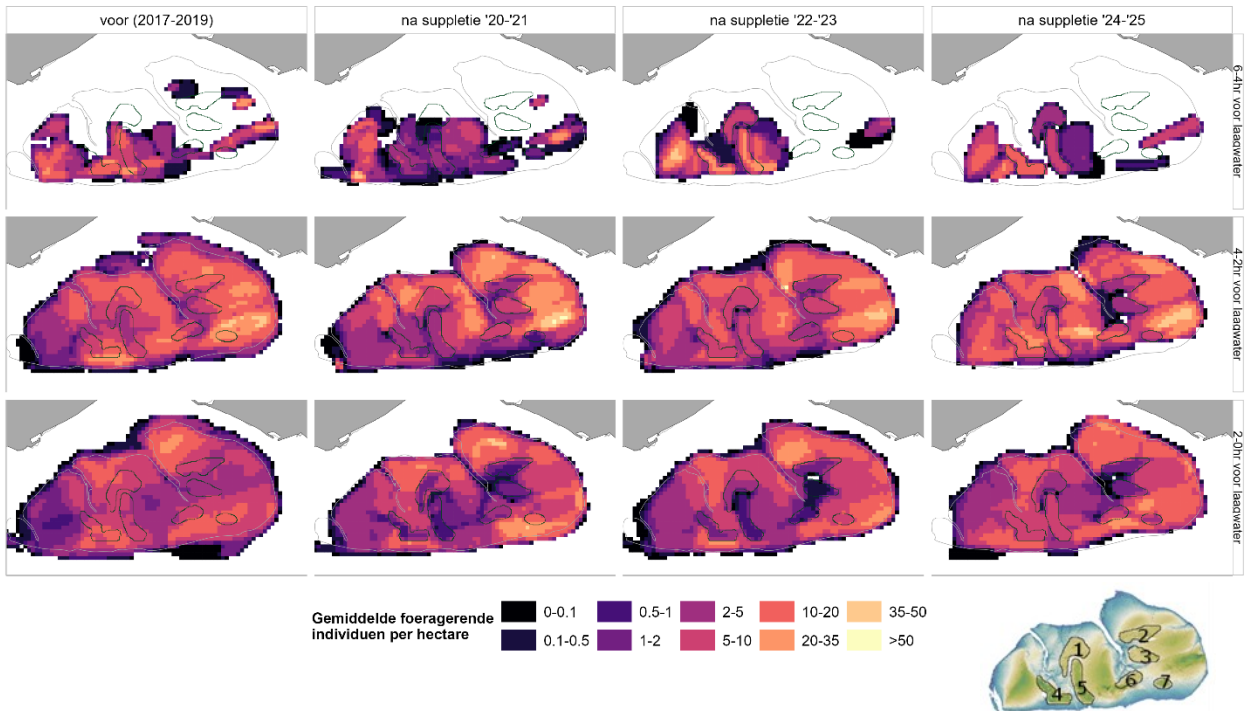 voor (2017-2019)
na suppletie '20-'21
na suppletie '22-'23
na suppletie '24-'25
6-4hr voor laagwater
4-2hr voor laagwater
2-0hr voor laagwater
Gemiddelde foeragerende
individuen per hectare
0-0.1
0.5-1
2-5
10-20
35-50
0.1-0.5
1-2
5-10
20-35
>50
1
2
3
4
5
6
7